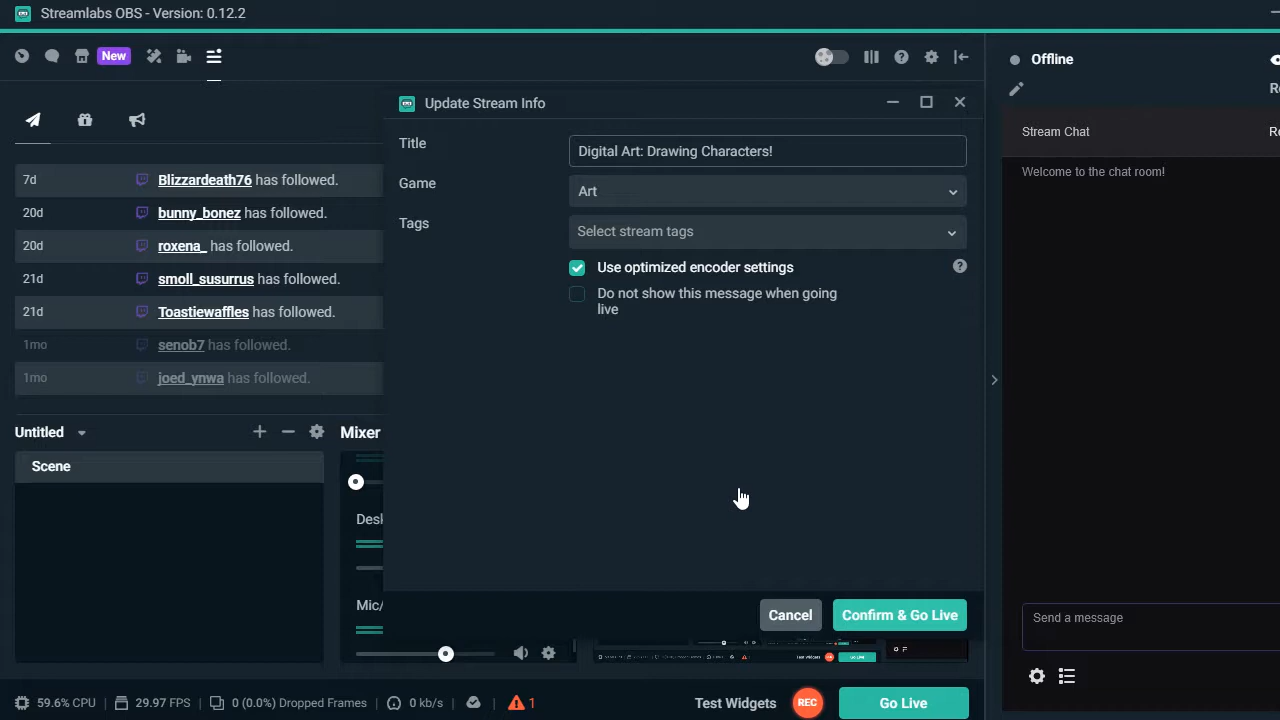 Streamlabs OBS - Version: 0.12.2
New
Offline
Update Stream Info
Re
Title
Digital Art: Drawing Characters!
Stream Chat
Re
Game
Art
Welcome to the chat room!
Tags
Select stream tags
Use optimized encoder settings
Do not show this message when going
live
7d Blizzardeath76 has followed.
20d bunny_bonez has followed.
20d roxena_ has followed.
21d smoll_susurrus has followed.
21d Toastiewaffles has followed.
1mo senob7 has followed.
1mo joed_ynwa has followed.
Untitled
Mixer
Scene
Desk
Mic/
Cancel
Confirm & Go Live
Send a message
59.6% CPU
29.97 FPS
0 (0.0%) Dropped Frames
0 kb/s
1
Test Widgets
REC
Go Live